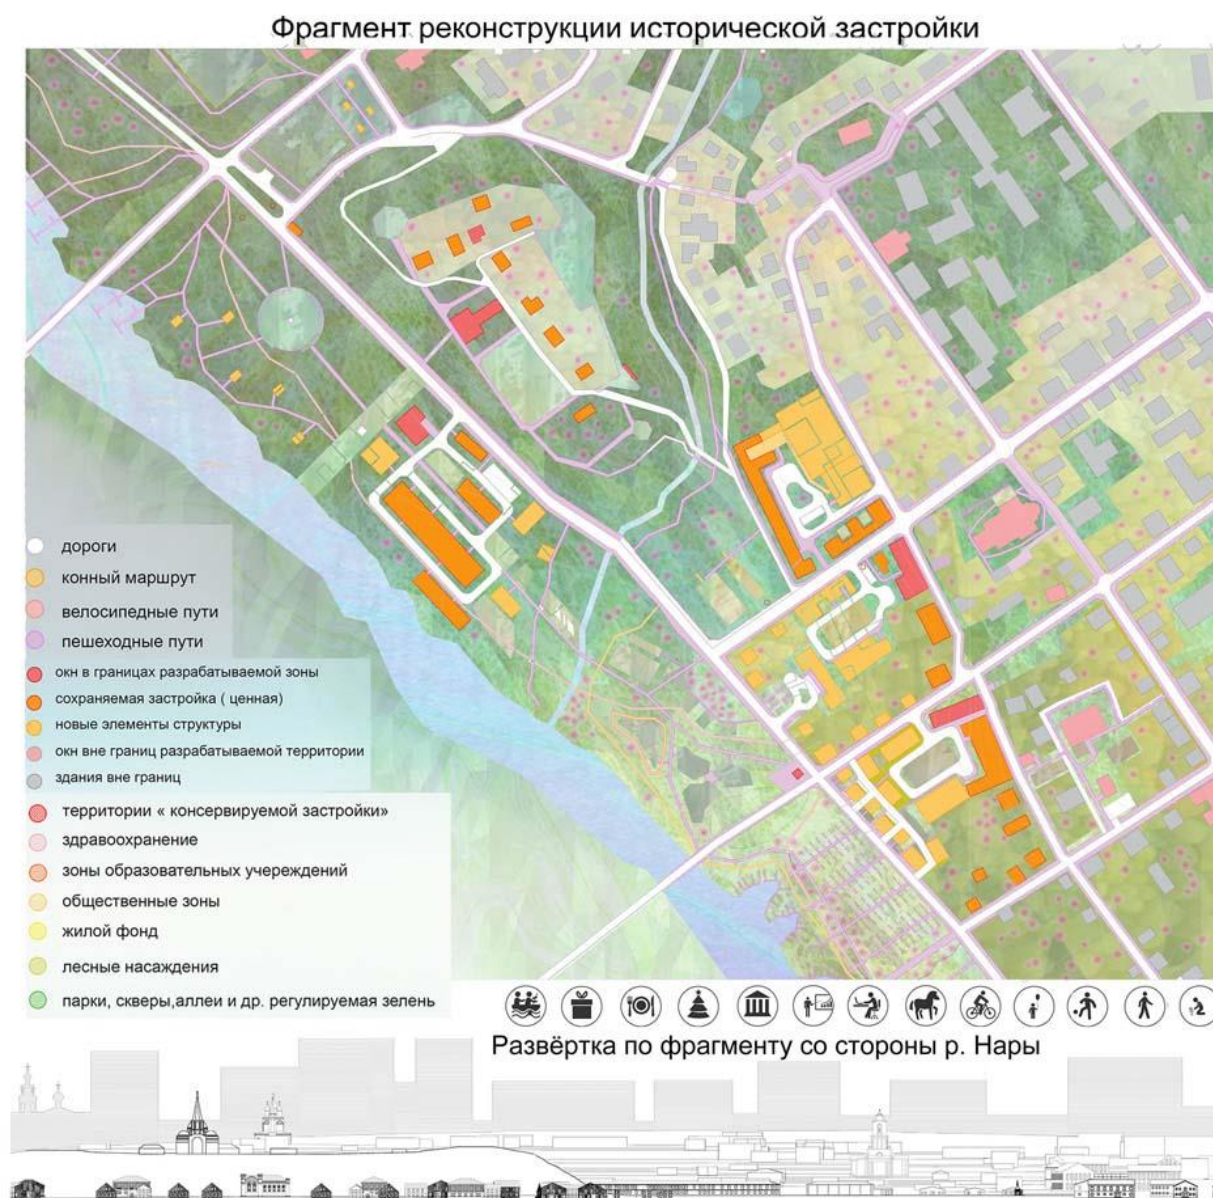 Фрагмент реконструкции исторической застройки
дороги
конный маршрут
велосипедные пути
пешеходные пути
окн в границах разрабатываемой зоны
сохраняемая застройка ( ценная)
новые элементы структуры
окн вне границ разрабатываемой территории
здания вне границ
территории « консервируемой застройки»
здравоохранение
зоны образовательных учереждений
общественные зоны
жилой фонд
лесные насаждения
парки, скверы,аллеи и др. регулируемая зелень
Развёртка по фрагменту со стороны р. Нары